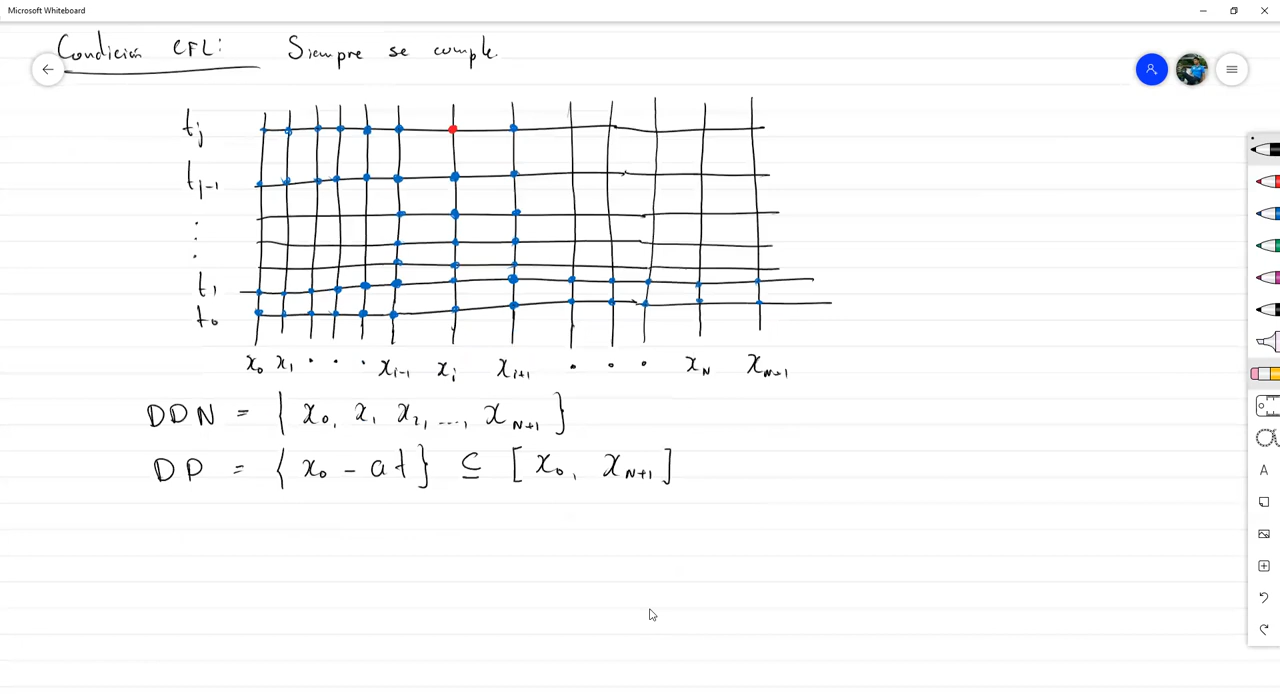 Microsoft Whiteboard
Condición CFL: Siempre se cumple.
tj
tj-1
⋮
t1
t0
x0 x1 · · · xi-1 xi xi+1 · · · xN xN+1
DDN = { x0, x1, x2, ..., xN+1 }
DP = { x0 - at } ⊆ [ x0, xN+1 ]
A